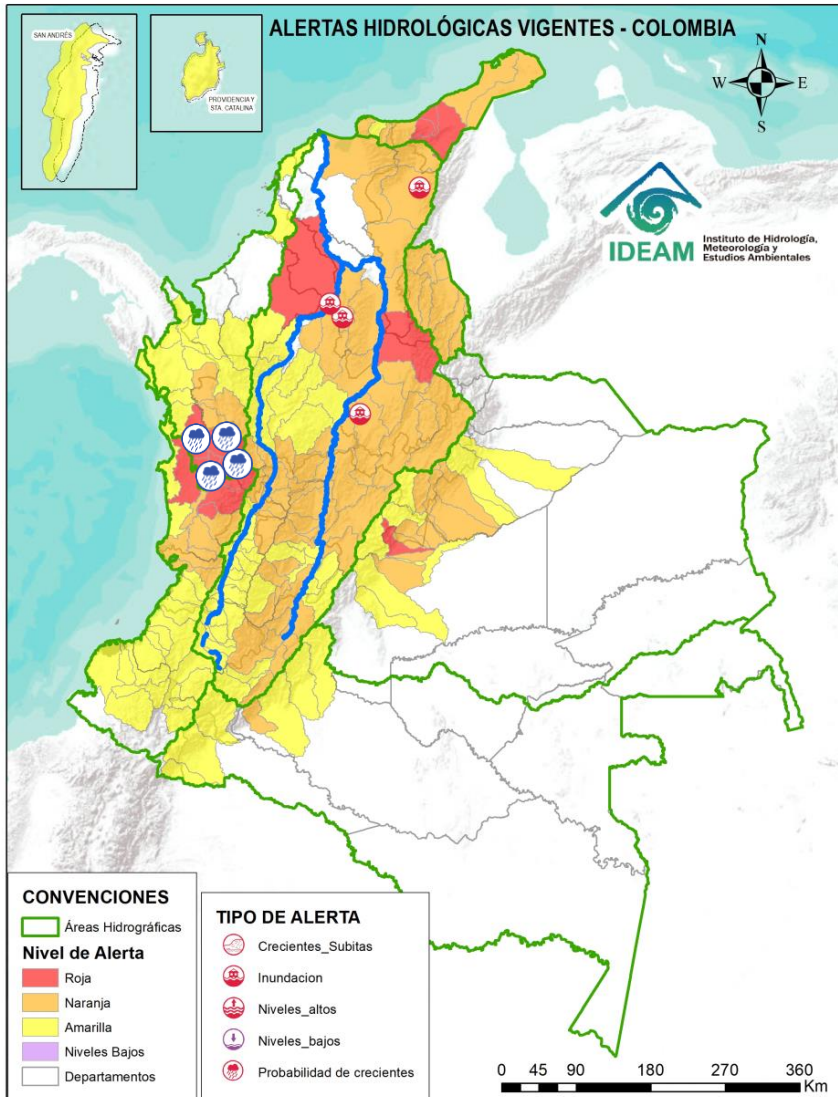 ALERTAS HIDROLÓGICAS VIGENTES - COLOMBIA
SAN ANDRÉS
PROVIDENCIA Y
STA. CATALINA
N
W
E
S
IDEAM
Instituto de Hidrología,
Meteorología y
Estudios Ambientales
CONVENCIONES
Áreas Hidrográficas
Nivel de Alerta
Roja
Naranja
Amarilla
Niveles Bajos
Departamentos
TIPO DE ALERTA
Crecientes_Subitas
Inundacion
Niveles_altos
Niveles_bajos
Probabilidad de crecientes
0 45 90 180 270 360
Km